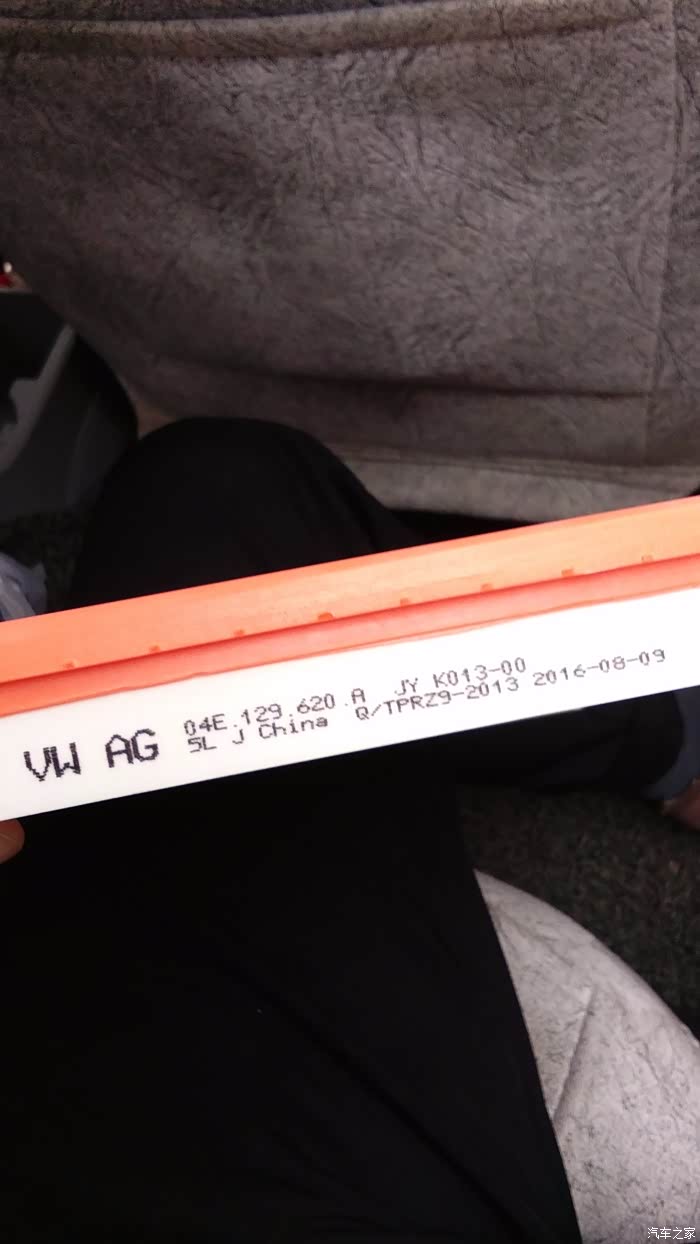 VW AG
04E.129.620.A JY K013-00
5L J China Q/TPRZ9-2013 2016-08-09
汽车之家